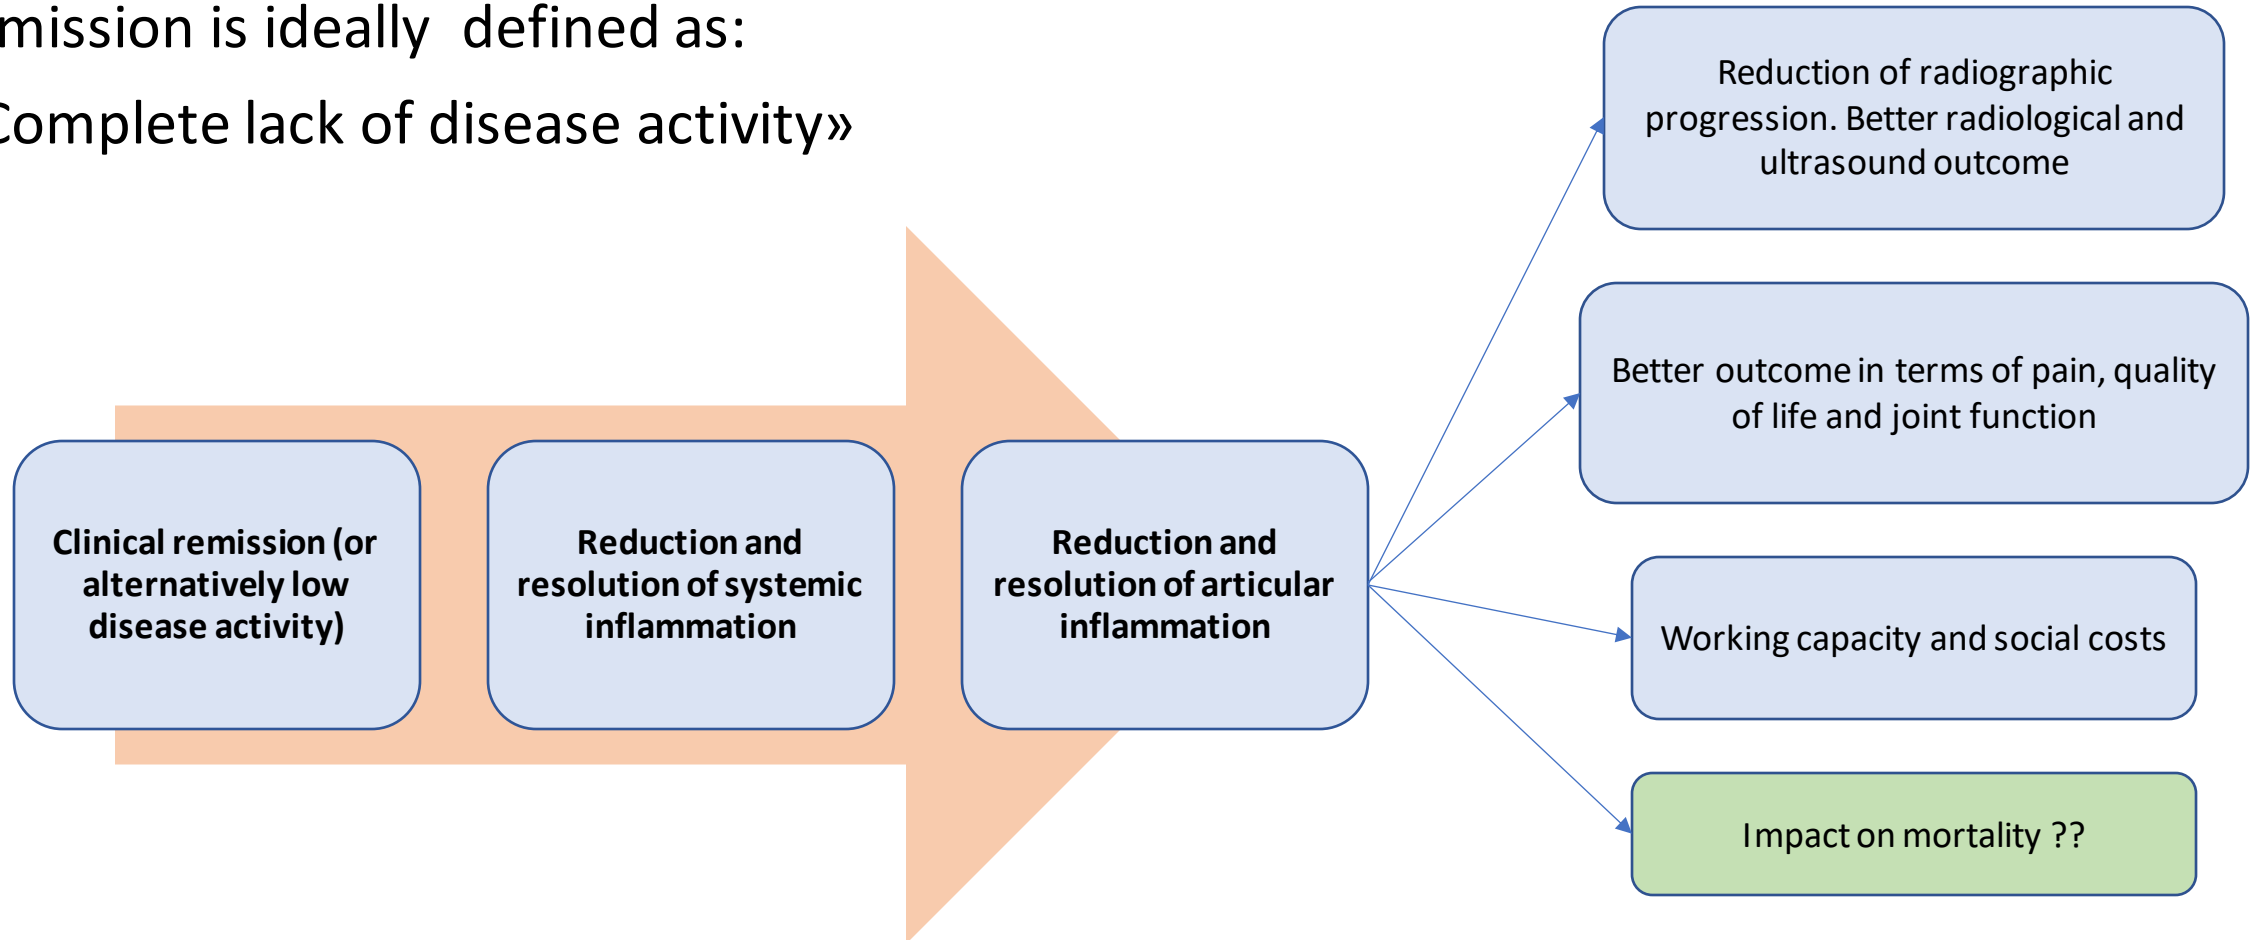 mission is ideally defined as:
Complete lack of disease activity»
Reduction of radiographic
progression. Better radiological and
ultrasound outcome
Better outcome in terms of pain, quality
of life and joint function
Clinical remission (or
alternatively low
disease activity)
Reduction and
resolution of systemic
inflammation
Reduction and
resolution of articular
inflammation
Working capacity and social costs
Impact on mortality ??